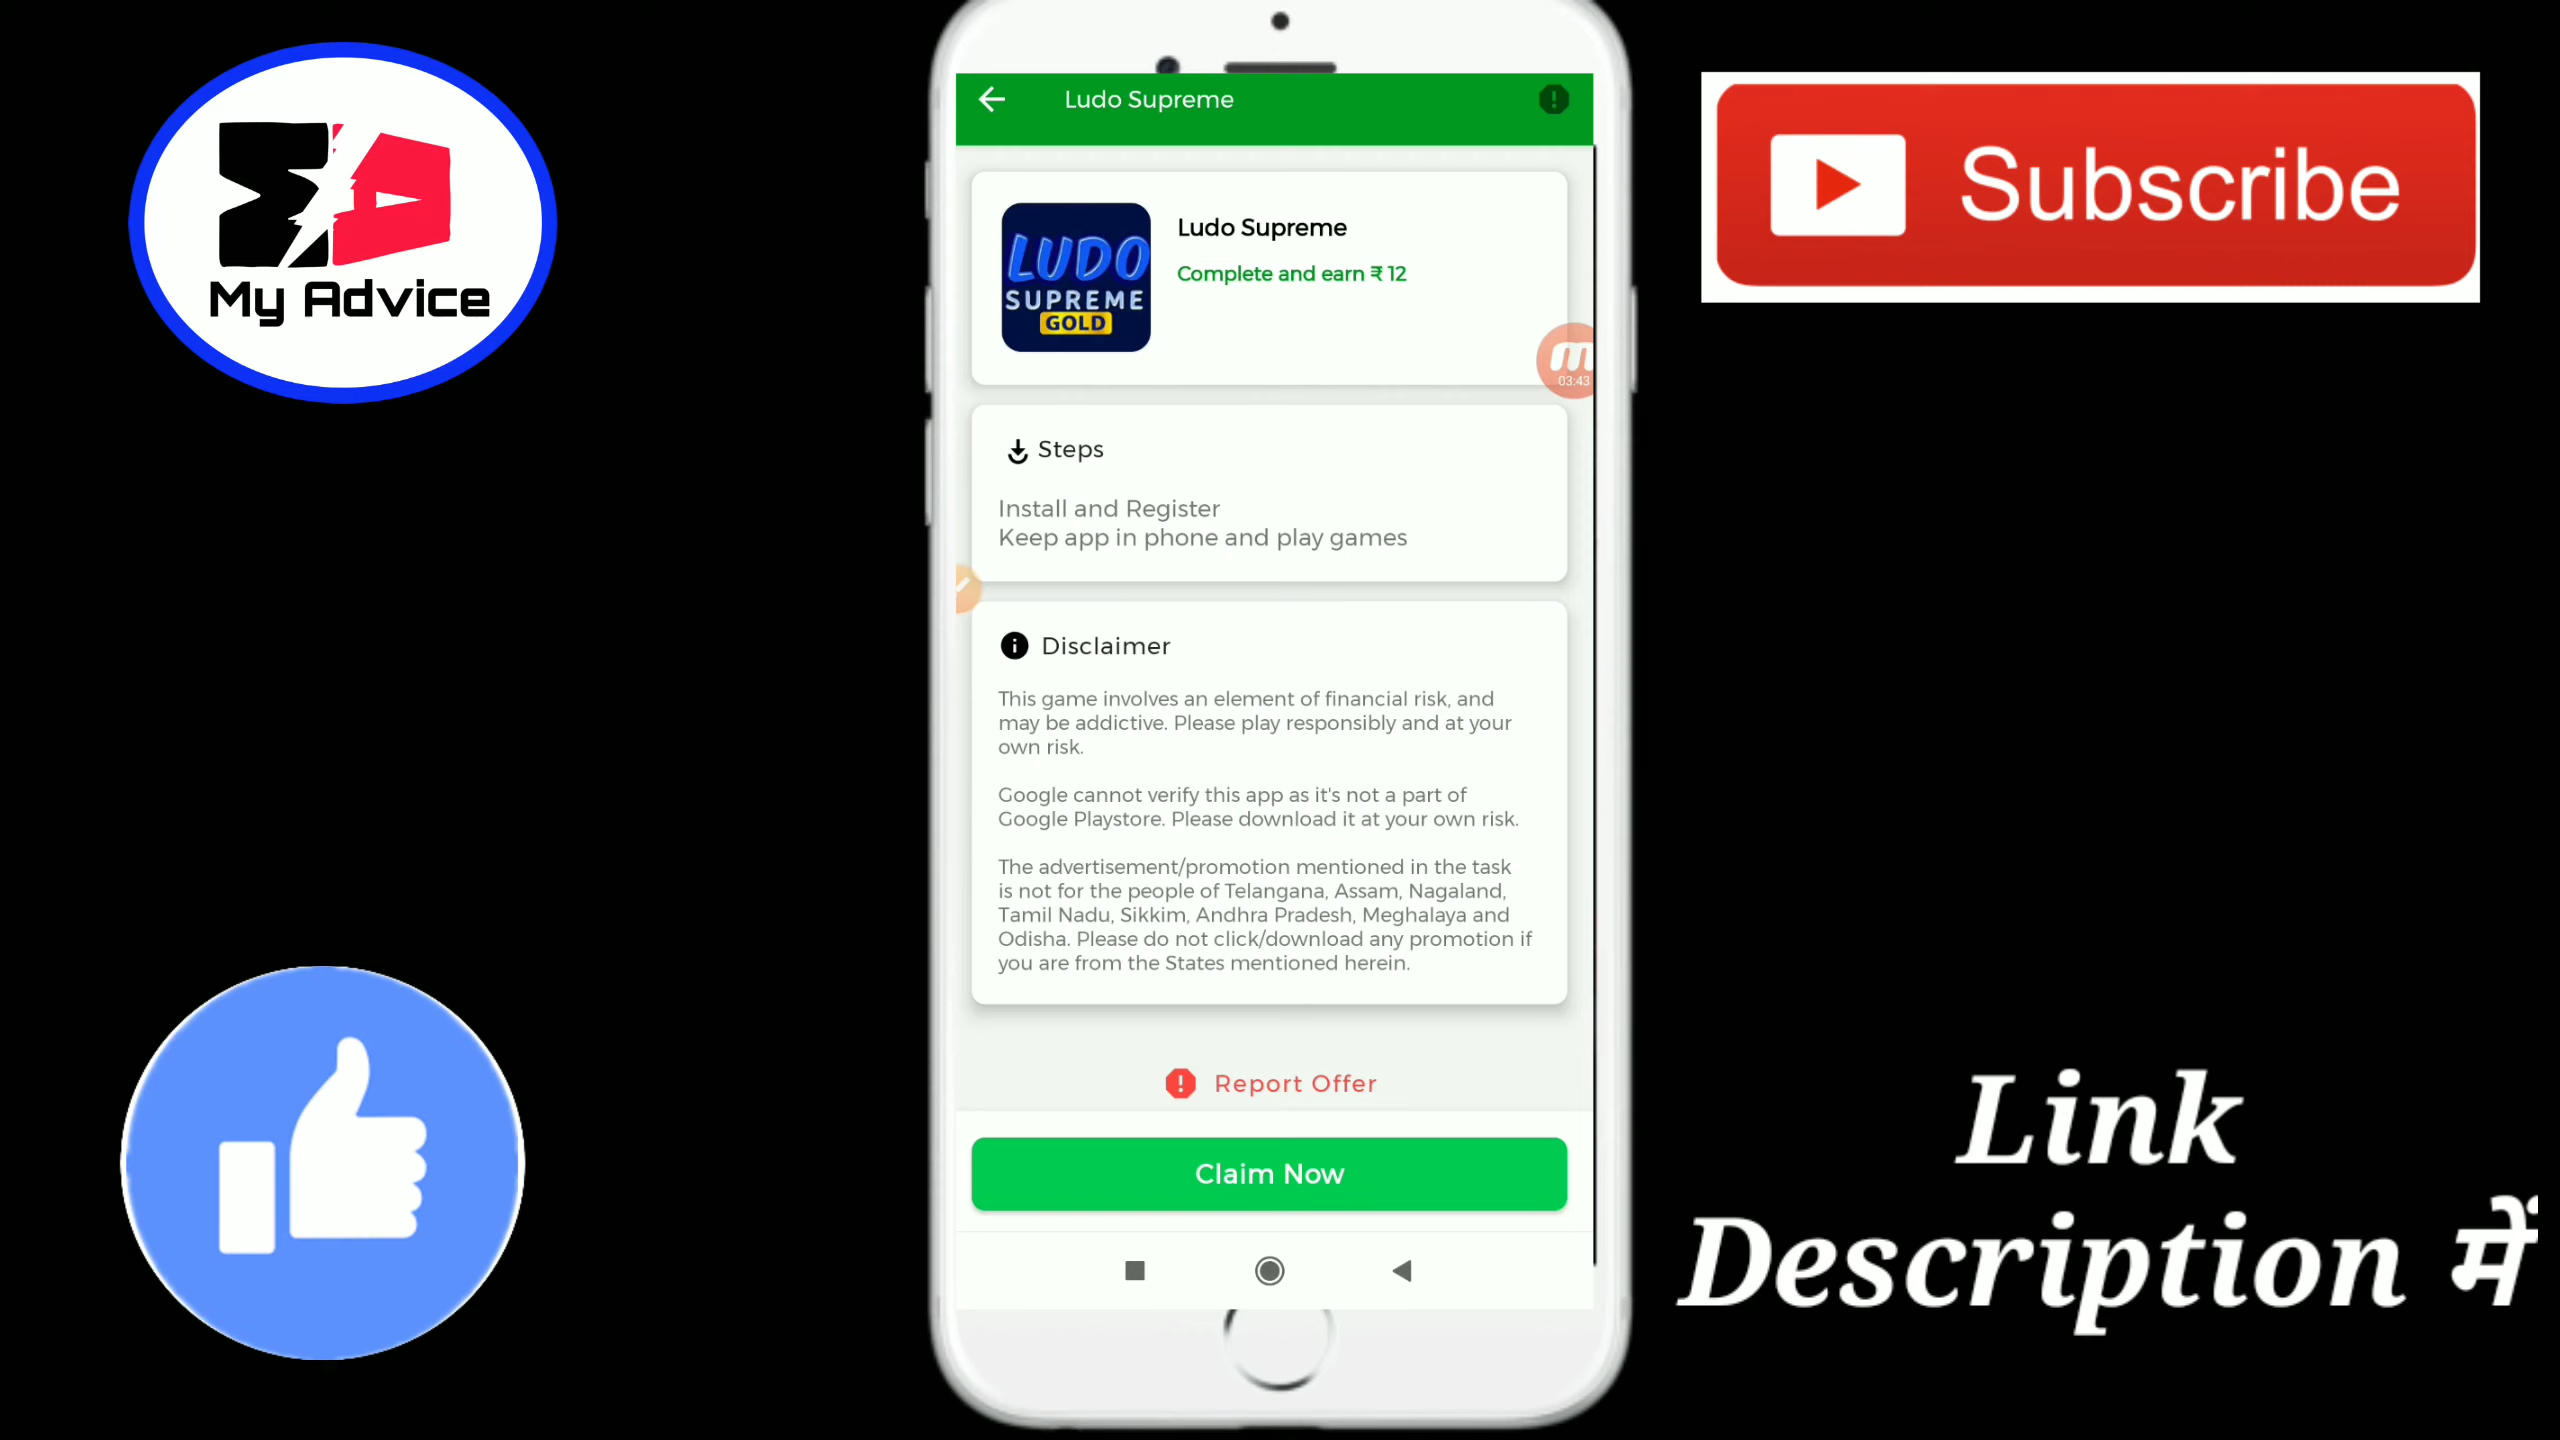 My Advice
Ludo Supreme
LUDO
SUPREME
GOLD
Ludo Supreme
Complete and earn ₹ 12
03:43
Steps
Install and Register
Keep app in phone and play games
Disclaimer
This game involves an element of financial risk, and
may be addictive. Please play responsibly and at your
own risk.
Google cannot verify this app as it's not a part of
Google Playstore. Please download it at your own risk.
The advertisement/promotion mentioned in the task
is not for the people of Telangana, Assam, Nagaland,
Tamil Nadu, Sikkim, Andhra Pradesh, Meghalaya and
Odisha. Please do not click/download any promotion if
you are from the States mentioned herein.
Report Offer
Claim Now
Subscribe
Link
Description में